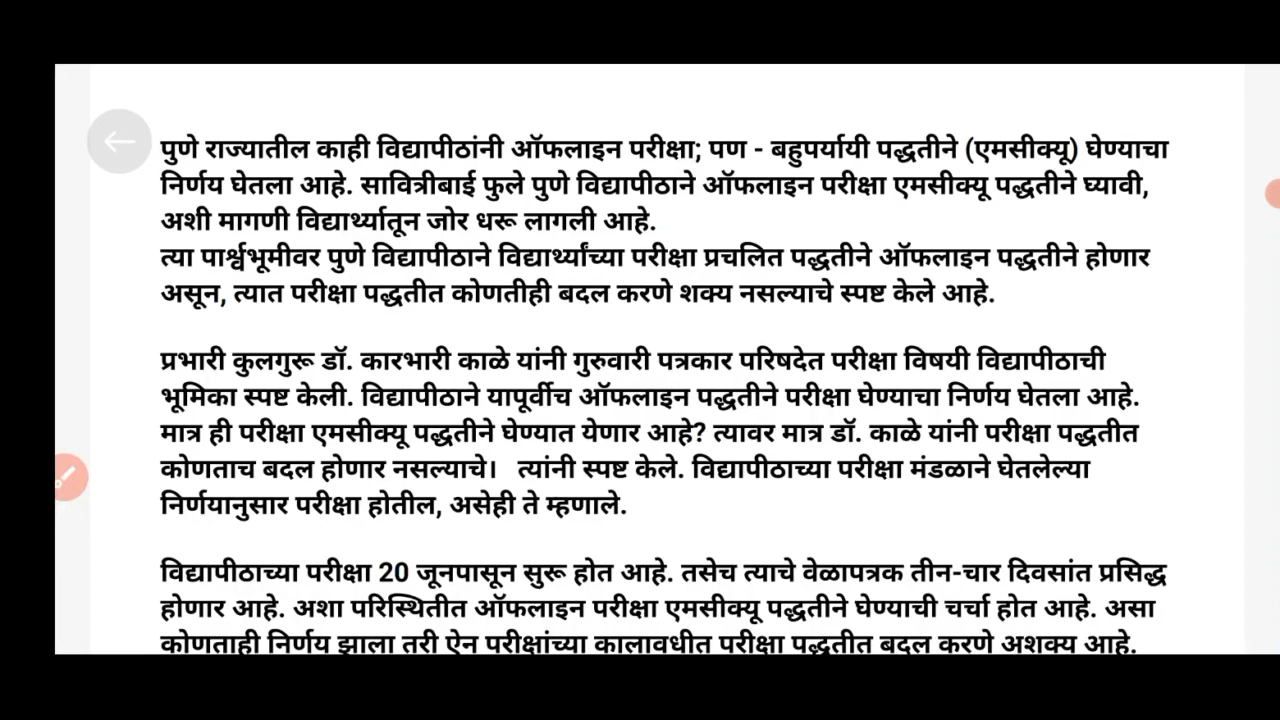 पुणे राज्यातील काही विद्यापीठांनी ऑफलाइन परीक्षा; पण - बहुपर्यायी पद्धतीने (एमसीक्यू) घेण्याचा
निर्णय घेतला आहे. सावित्रीबाई फुले पुणे विद्यापीठाने ऑफलाइन परीक्षा एमसीक्यू पद्धतीने घ्यावी,
अशी मागणी विद्यार्थ्यातून जोर धरू लागली आहे.
त्या पार्श्वभूमीवर पुणे विद्यापीठाने विद्यार्थ्यांच्या परीक्षा प्रचलित पद्धतीने ऑफलाइन पद्धतीने होणार
असून, त्यात परीक्षा पद्धतीत कोणतीही बदल करणे शक्य नसल्याचे स्पष्ट केले आहे.
प्रभारी कुलगुरू डॉ. कारभारी काळे यांनी गुरुवारी पत्रकार परिषदेत परीक्षा विषयी विद्यापीठाची
भूमिका स्पष्ट केली. विद्यापीठाने यापूर्वीच ऑफलाइन पद्धतीने परीक्षा घेण्याचा निर्णय घेतला आहे.
मात्र ही परीक्षा एमसीक्यू पद्धतीने घेण्यात येणार आहे? त्यावर मात्र डॉ. काळे यांनी परीक्षा पद्धतीत
कोणताच बदल होणार नसल्याचे। त्यांनी स्पष्ट केले. विद्यापीठाच्या परीक्षा मंडळाने घेतलेल्या
निर्णयानुसार परीक्षा होतील, असेही ते म्हणाले.
विद्यापीठाच्या परीक्षा 20 जूनपासून सुरू होत आहे. तसेच त्याचे वेळापत्रक तीन-चार दिवसांत प्रसिद्ध
होणार आहे. अशा परिस्थितीत ऑफलाइन परीक्षा एमसीक्यू पद्धतीने घेण्याची चर्चा होत आहे. असा
कोणताही निर्णय झाला तरी ऐन परीक्षांच्या कालावधीत परीक्षा पद्धतीत बदल करणे अशक्य आहे.